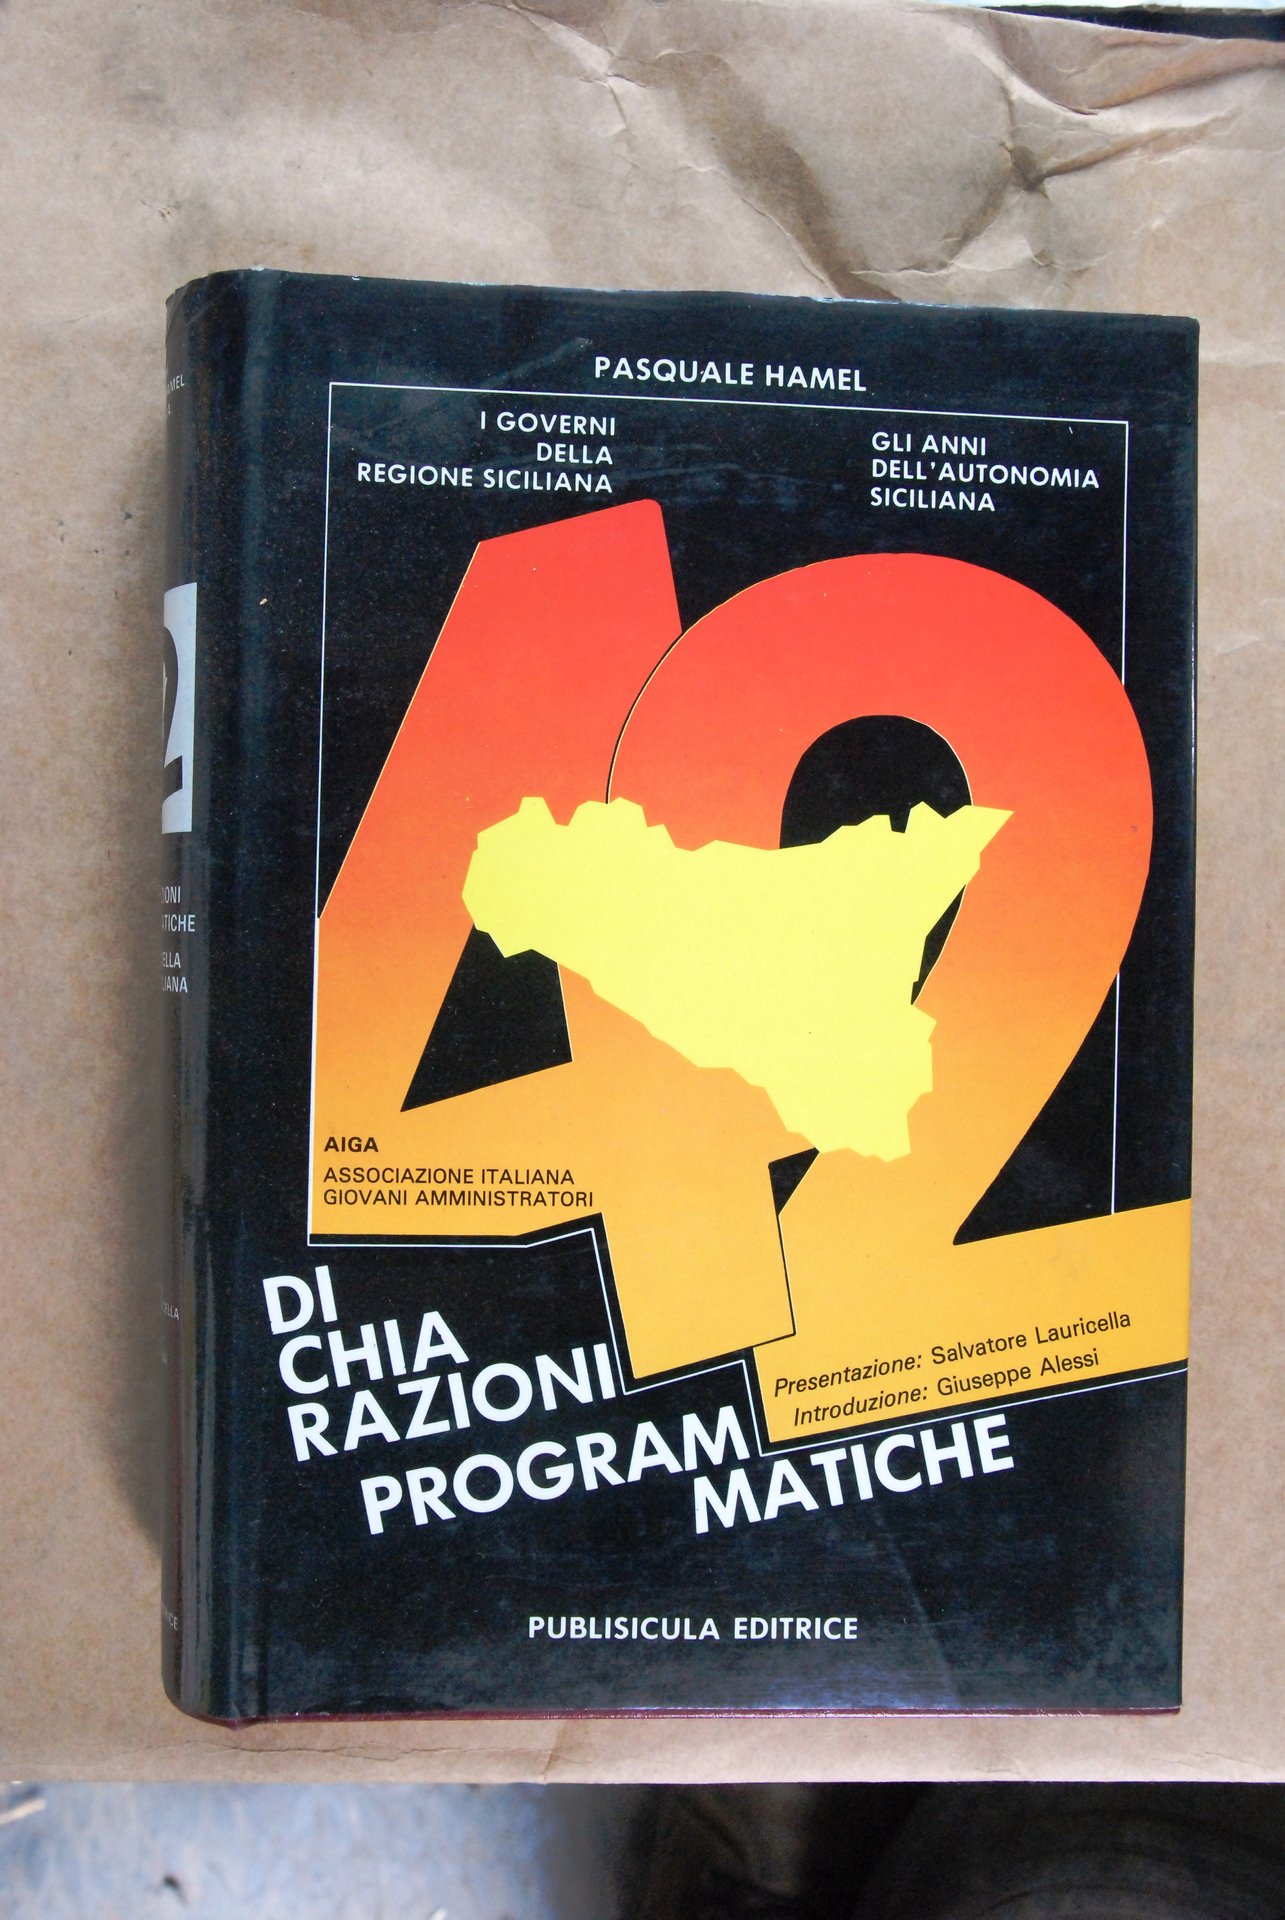 PASQUALE HAMEL
I GOVERNI
DELLA
REGIONE SICILIANA
GLI ANNI
DELL'AUTONOMIA
SICILIANA
42
AIGA
ASSOCIAZIONE ITALIANA
GIOVANI AMMINISTRATORI
DI
CHIA
RAZIONI
PROGRAM
MATICHE
Presentazione: Salvatore Lauricella
Introduzione: Giuseppe Alessi
PUBLISICULA EDITRICE